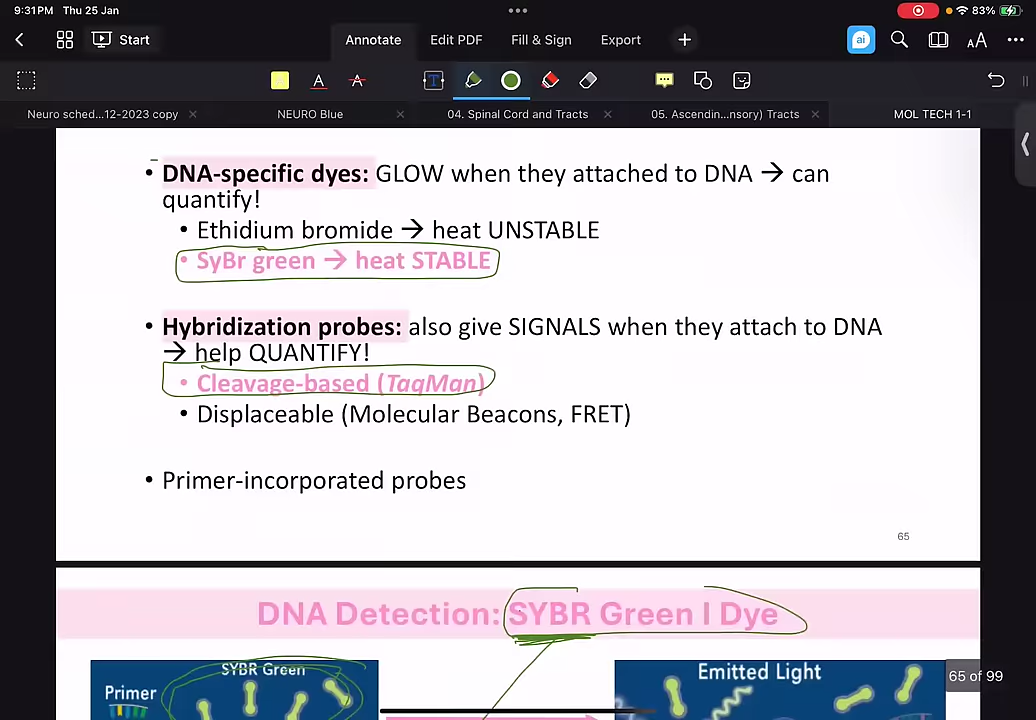 9:31PM Thu 25 Jan
83%
Start
Annotate
Edit PDF
Fill & Sign
Export
ai
Neuro sched....12-2023 copy
NEURO Blue
04. Spinal Cord and Tracts
05. Ascendin...nsory) Tracts
MOL TECH 1-1
• DNA-specific dyes: GLOW when they attached to DNA → can
quantify!
• Ethidium bromide → heat UNSTABLE
• SyBr green → heat STABLE
• Hybridization probes: also give SIGNALS when they attach to DNA
→ help QUANTIFY!
• Cleavage-based (TaqMan)
• Displaceable (Molecular Beacons, FRET)
• Primer-incorporated probes
65
DNA Detection: SYBR Green I Dye
SYBR Green
Primer
Emitted Light
65 of 99